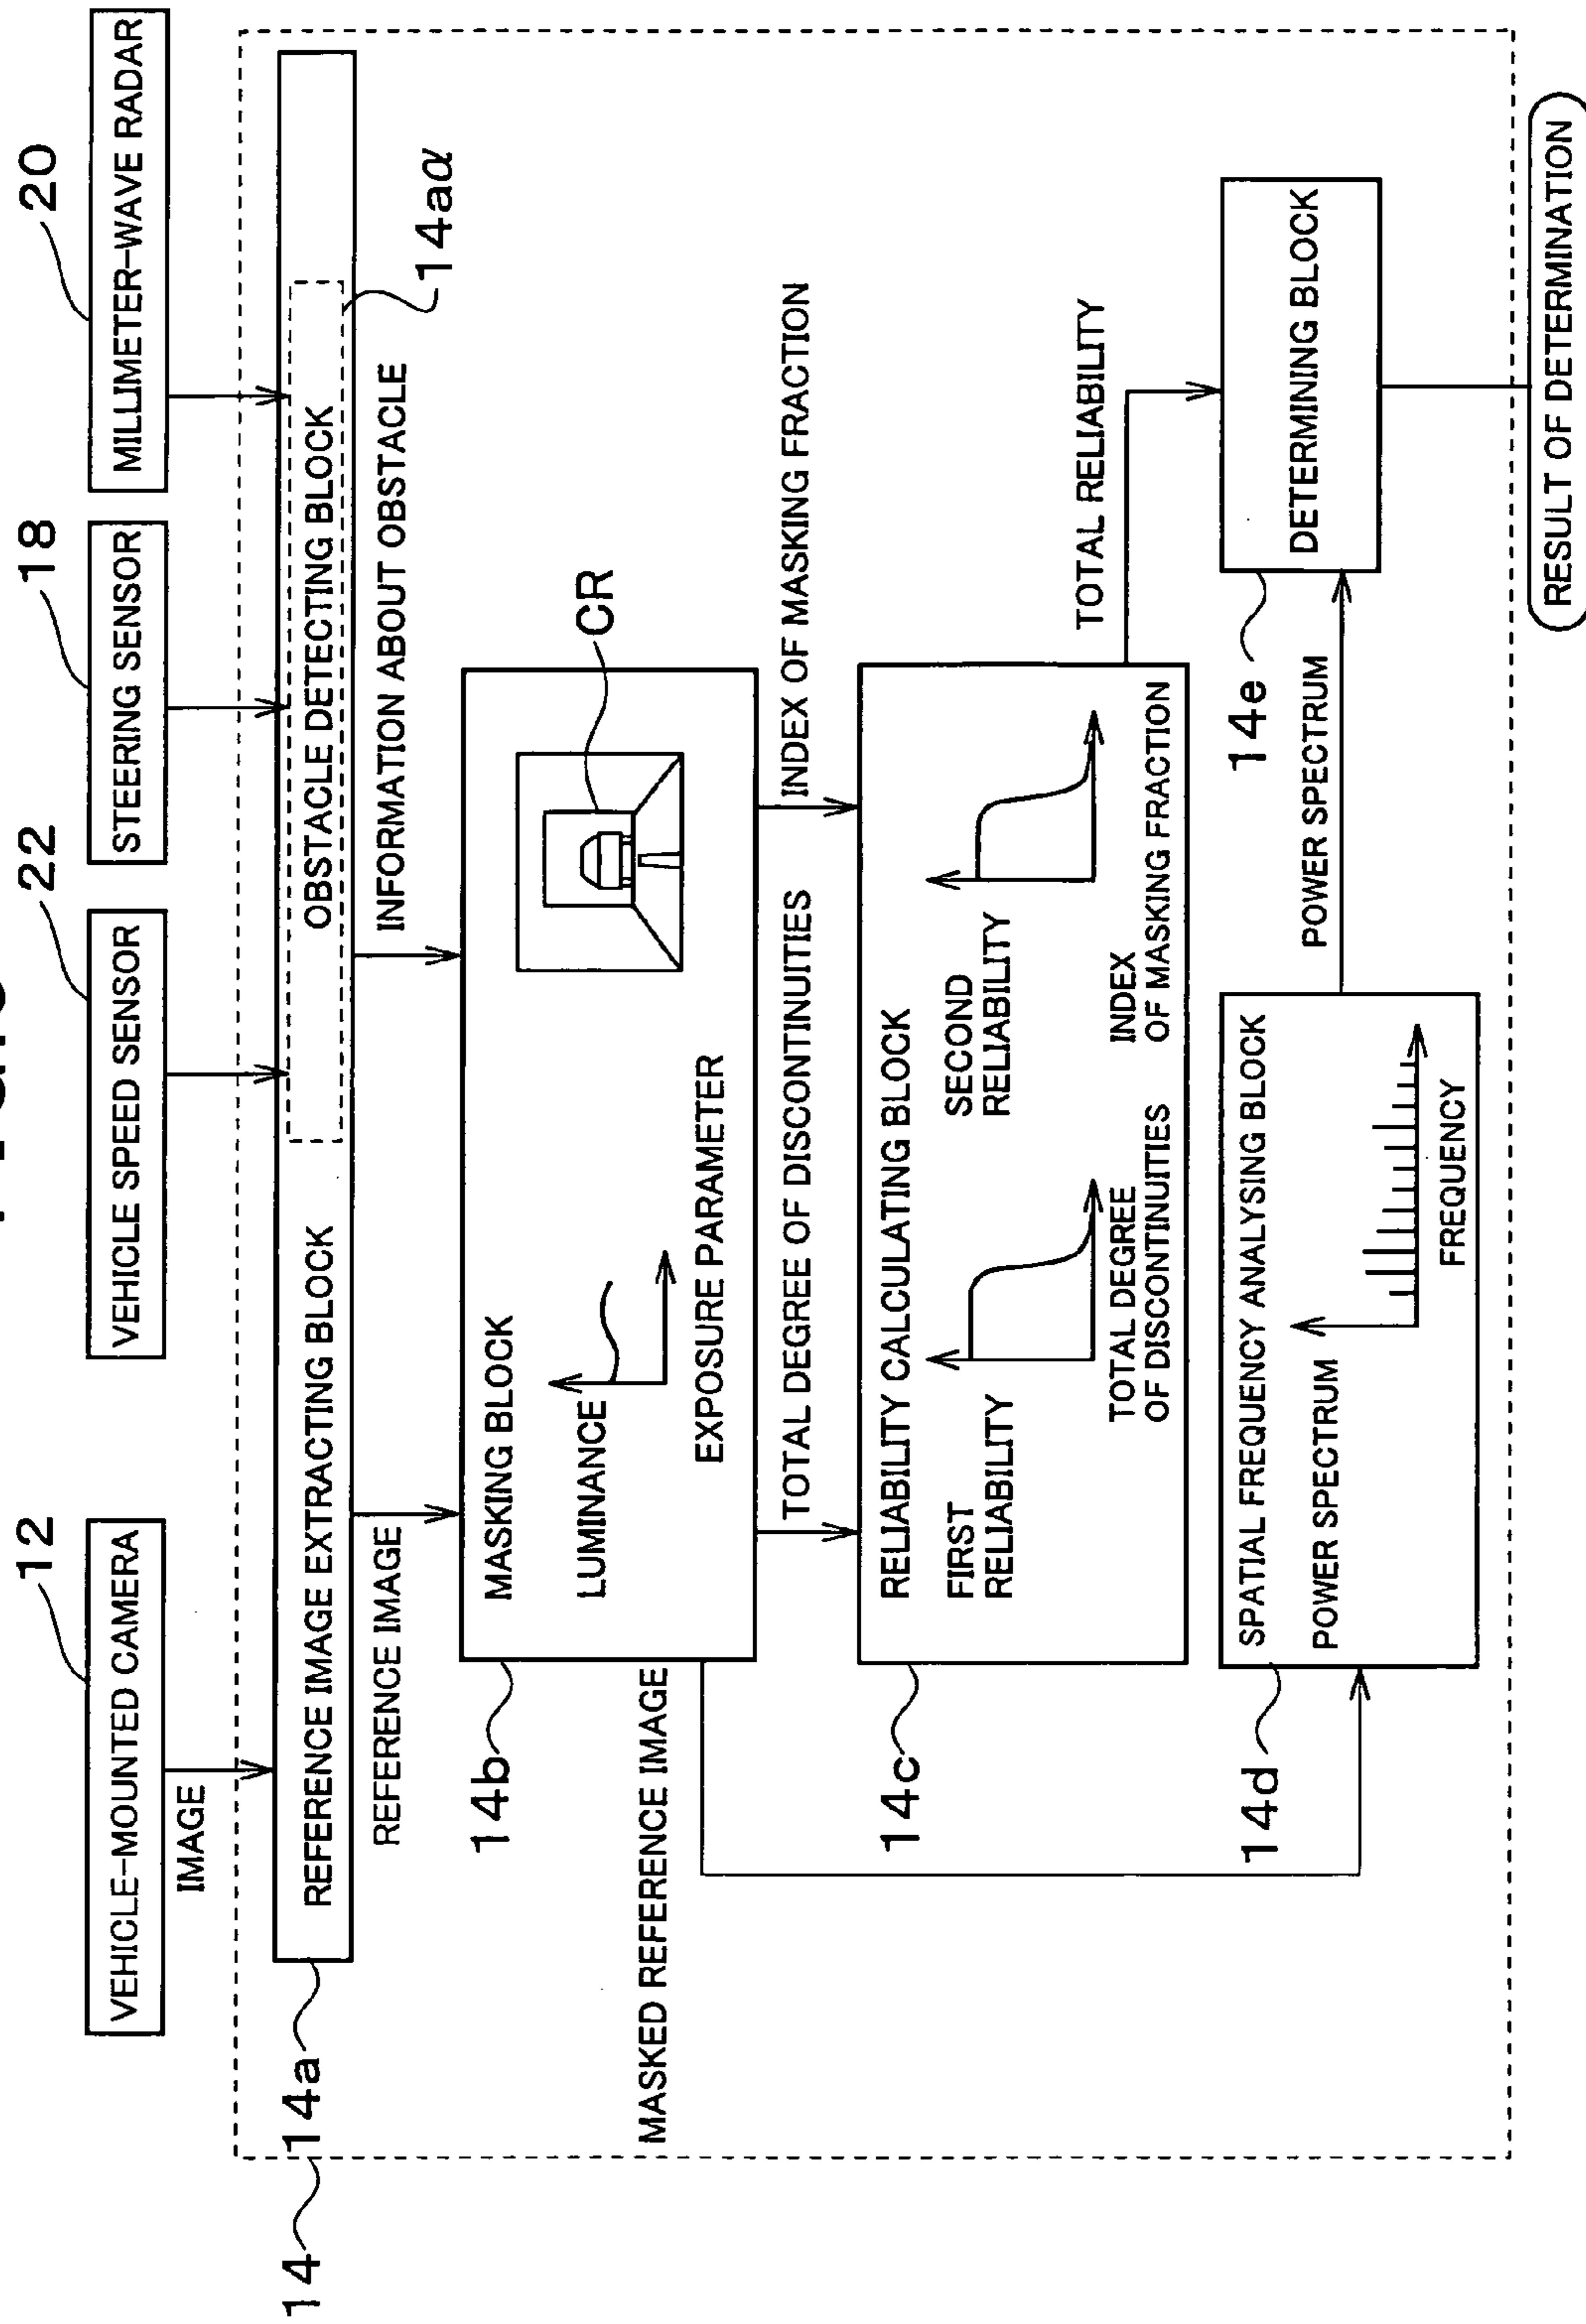 12
22
18
20
VEHICLE-MOUNTED CAMERA
VEHICLE SPEED SENSOR
STEERING SENSOR
MILLIMETER-WAVE RADAR
IMAGE
14
14a
REFERENCE IMAGE EXTRACTING BLOCK
OBSTACLE DETECTING BLOCK
14aα
REFERENCE IMAGE
INFORMATION ABOUT OBSTACLE
14b
MASKING BLOCK
LUMINANCE
EXPOSURE PARAMETER
CR
MASKED REFERENCE IMAGE
TOTAL DEGREE OF DISCONTINUITIES
INDEX OF MASKING FRACTION
14c
RELIABILITY CALCULATING BLOCK
FIRST
RELIABILITY
TOTAL DEGREE
OF DISCONTINUITIES
SECOND
RELIABILITY
INDEX
OF MASKING FRACTION
TOTAL RELIABILITY
14d
SPATIAL FREQUENCY ANALYSING BLOCK
POWER SPECTRUM
FREQUENCY
POWER SPECTRUM
14e
DETERMINING BLOCK
RESULT OF DETERMINATION